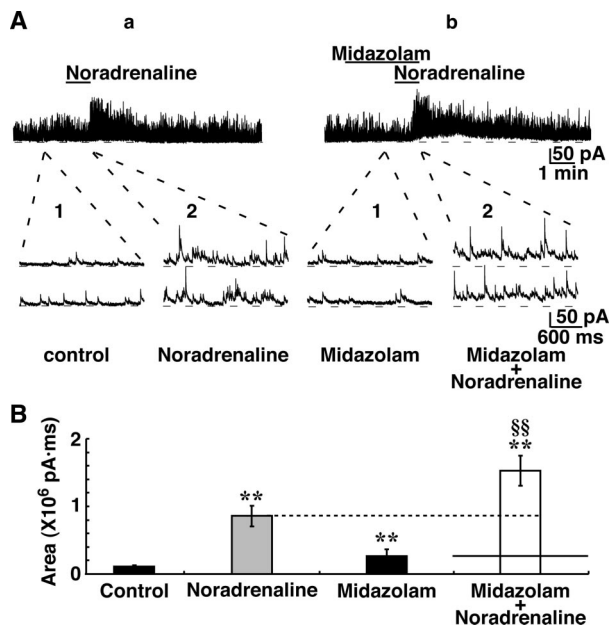 A
a
b
Noradrenaline
Midazolam
Noradrenaline
50 pA
1 min
1
2
1
2
50 pA
600 ms
control
Noradrenaline
Midazolam
Midazolam
+
Noradrenaline
B
Area (X10⁶ pA·ms)
2
1
0
**
**
§§
**
Control
Noradrenaline
Midazolam
Midazolam
+
Noradrenaline